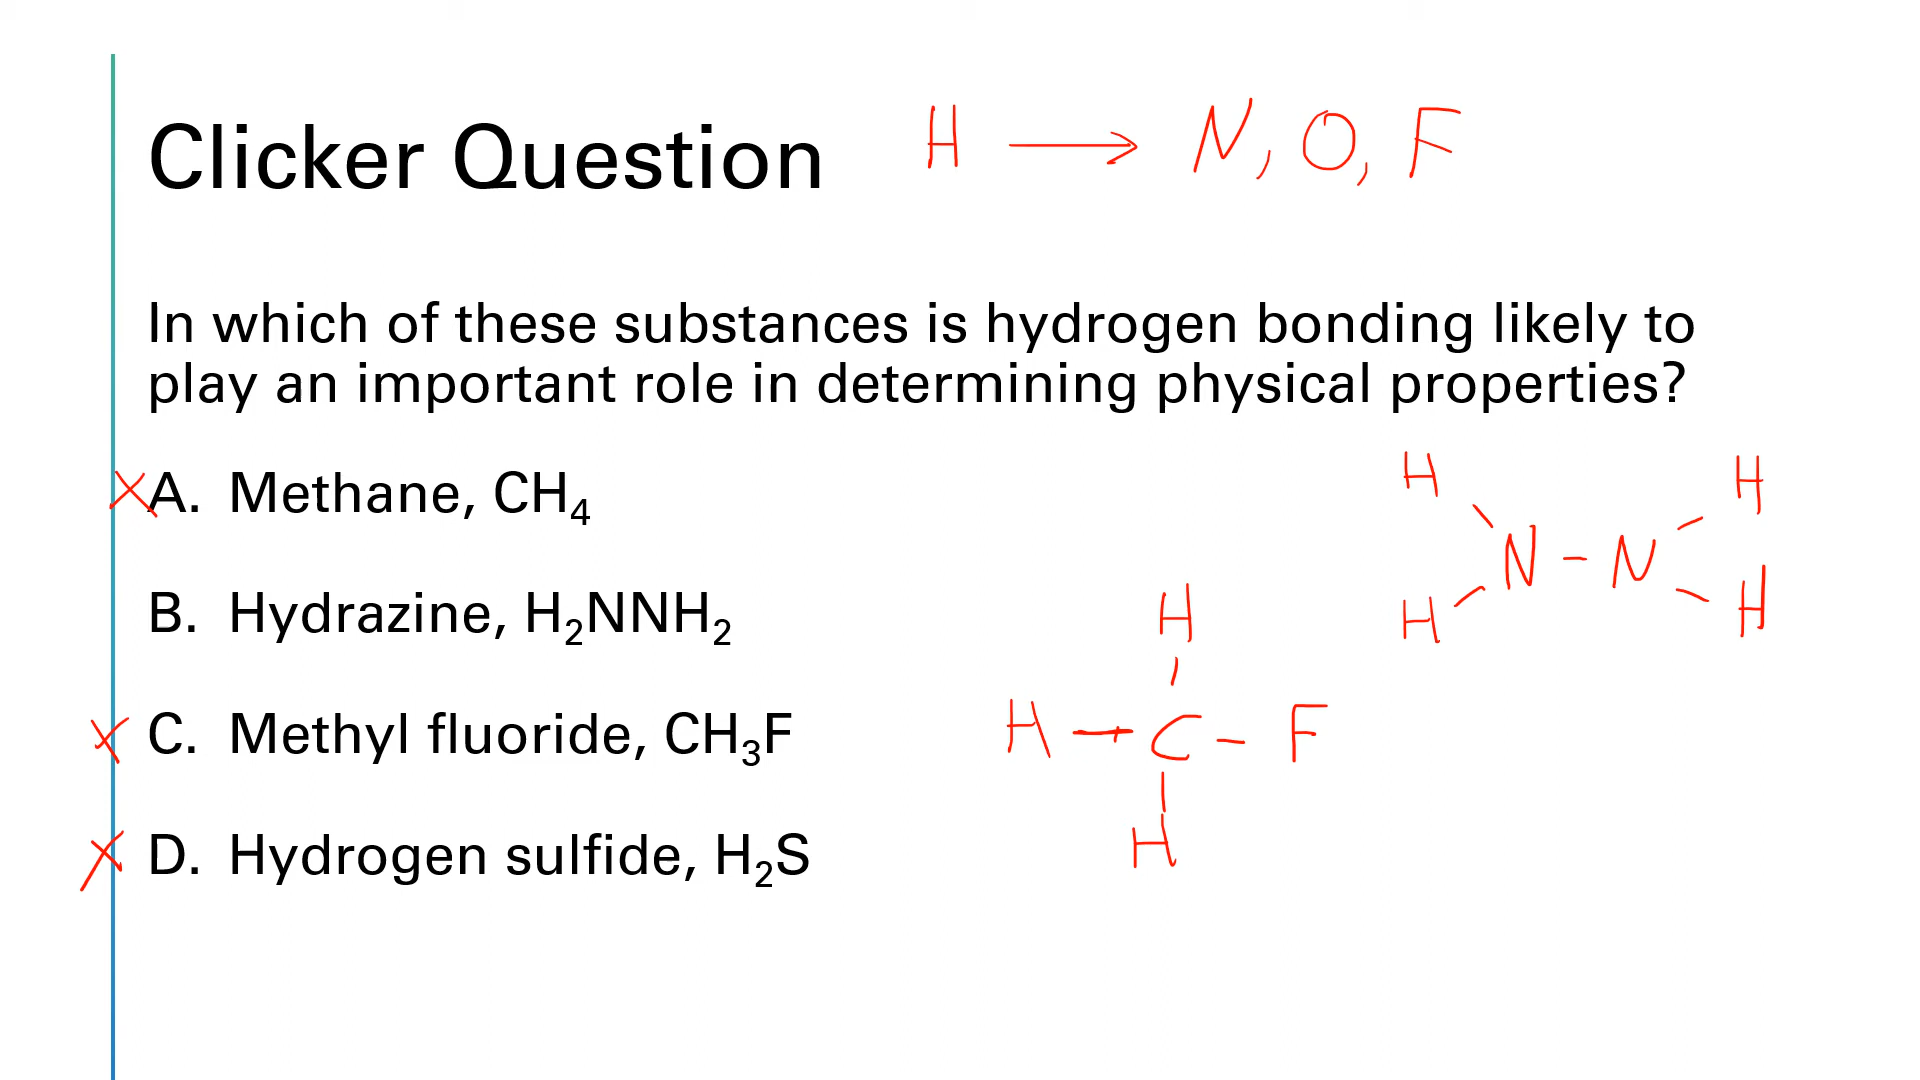 Clicker Question
H → N, O, F
In which of these substances is hydrogen bonding likely to
play an important role in determining physical properties?
A. Methane, CH₄
B. Hydrazine, H₂NNH₂
C. Methyl fluoride, CH₃F
D. Hydrogen sulfide, H₂S
H H
N - N
H H
H
H - C - F
H